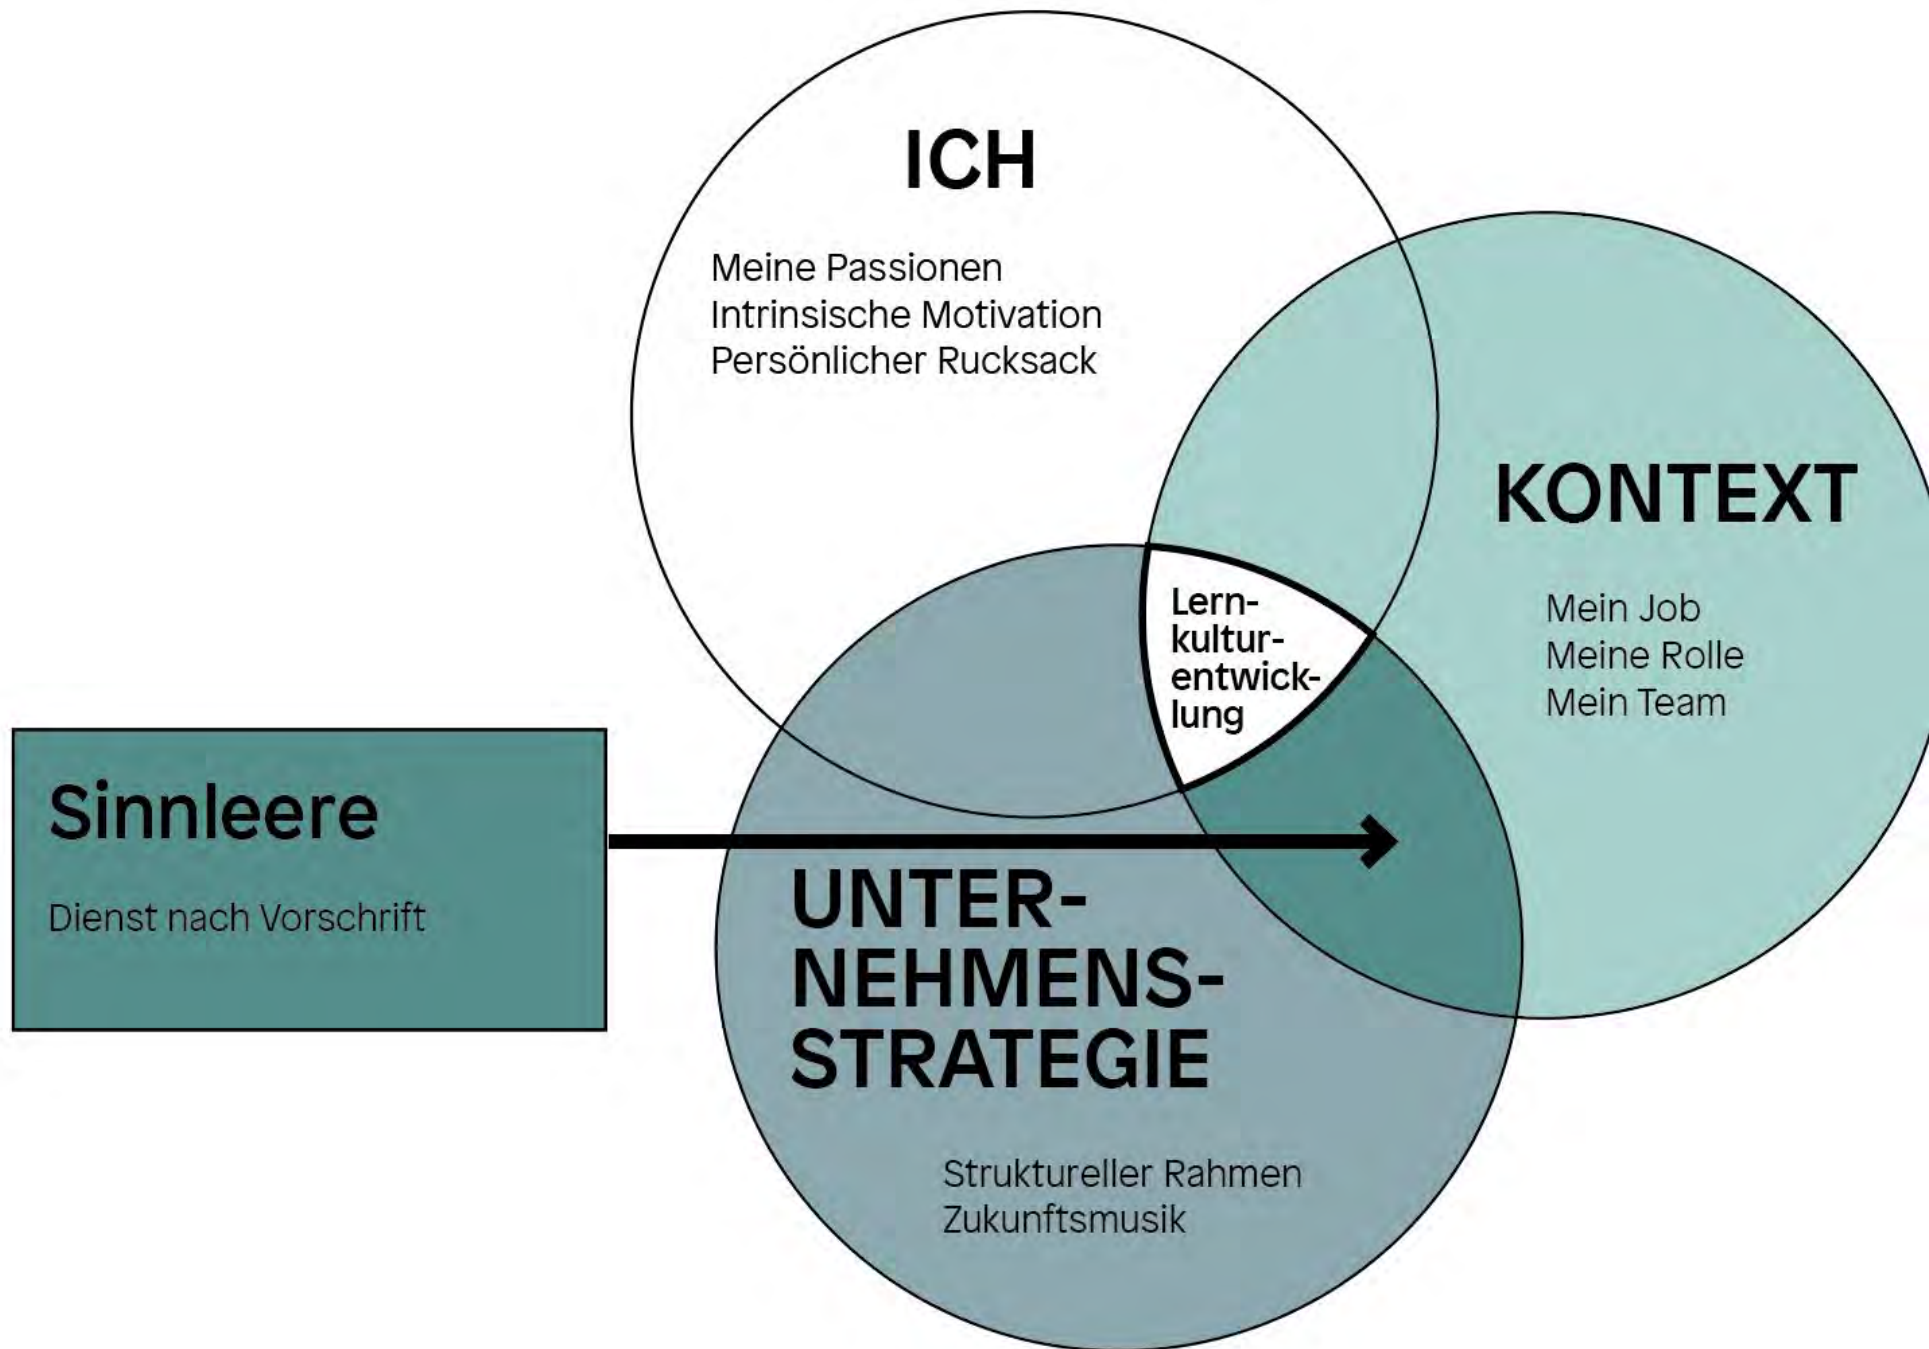 ICH
Meine Passionen
Intrinsische Motivation
Persönlicher Rucksack
KONTEXT
Mein Job
Meine Rolle
Mein Team
Lern-
kultur-
entwick-
lung
Sinnleere
Dienst nach Vorschrift
UNTER-
NEHMENS-
STRATEGIE
Struktureller Rahmen
Zukunftsmusik